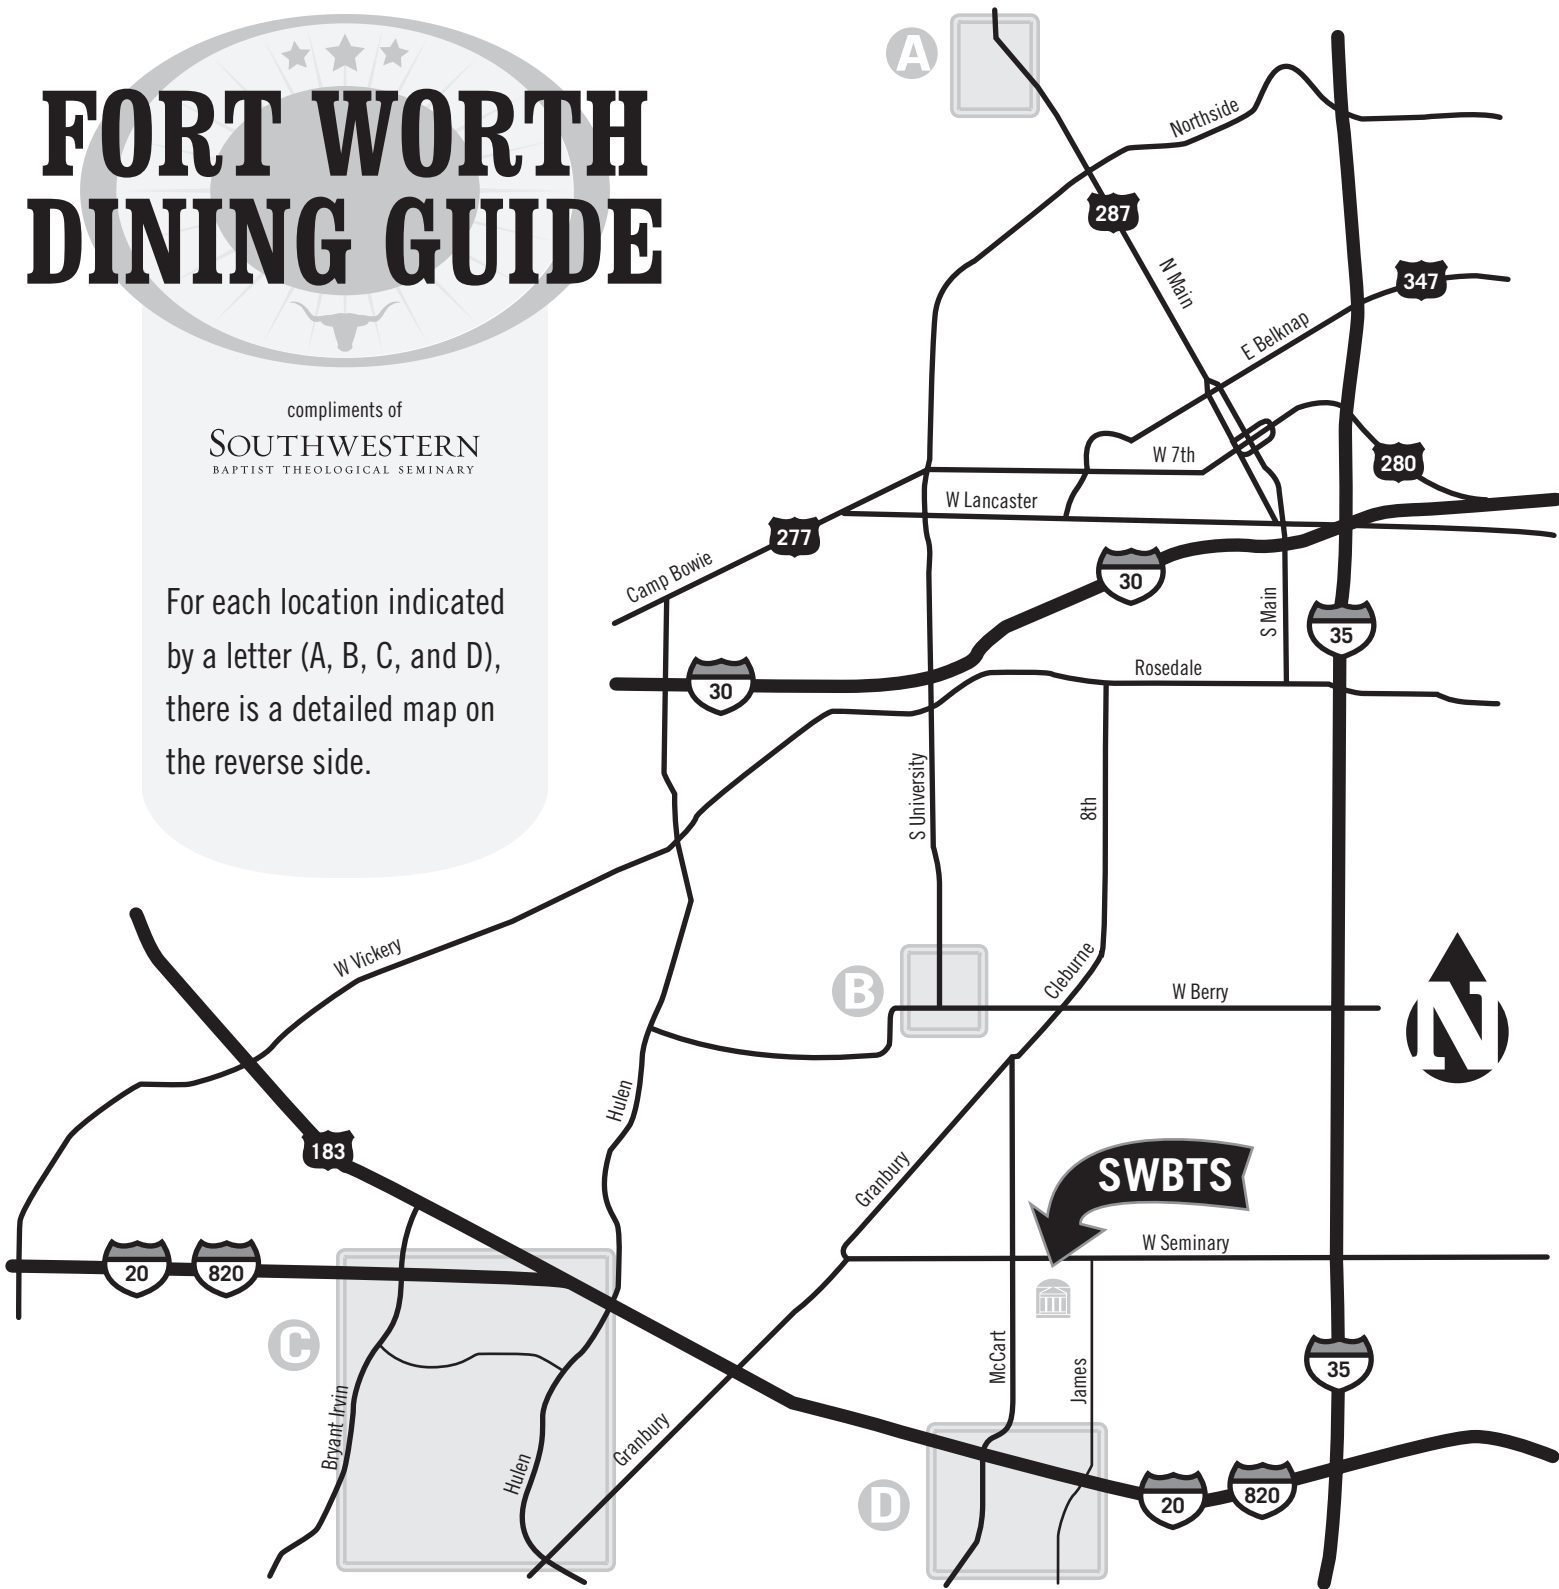 FORT WORTH
DINING GUIDE
compliments of
SOUTHWESTERN
BAPTIST THEOLOGICAL SEMINARY
For each location indicated
by a letter (A, B, C, and D),
there is a detailed map on
the reverse side.
A
Northside
287
N Main
347
E Belknap
W 7th
280
W Lancaster
277
Camp Bowie
30
S Main
35
30
Rosedale
S University
8th
W Vickery
B
Cleburne
W Berry
N
Hulen
183
Granbury
SWBTS
W Seminary
20
820
C
McCart
James
35
Bryant Irvin
Hulen
Granbury
D
20
820